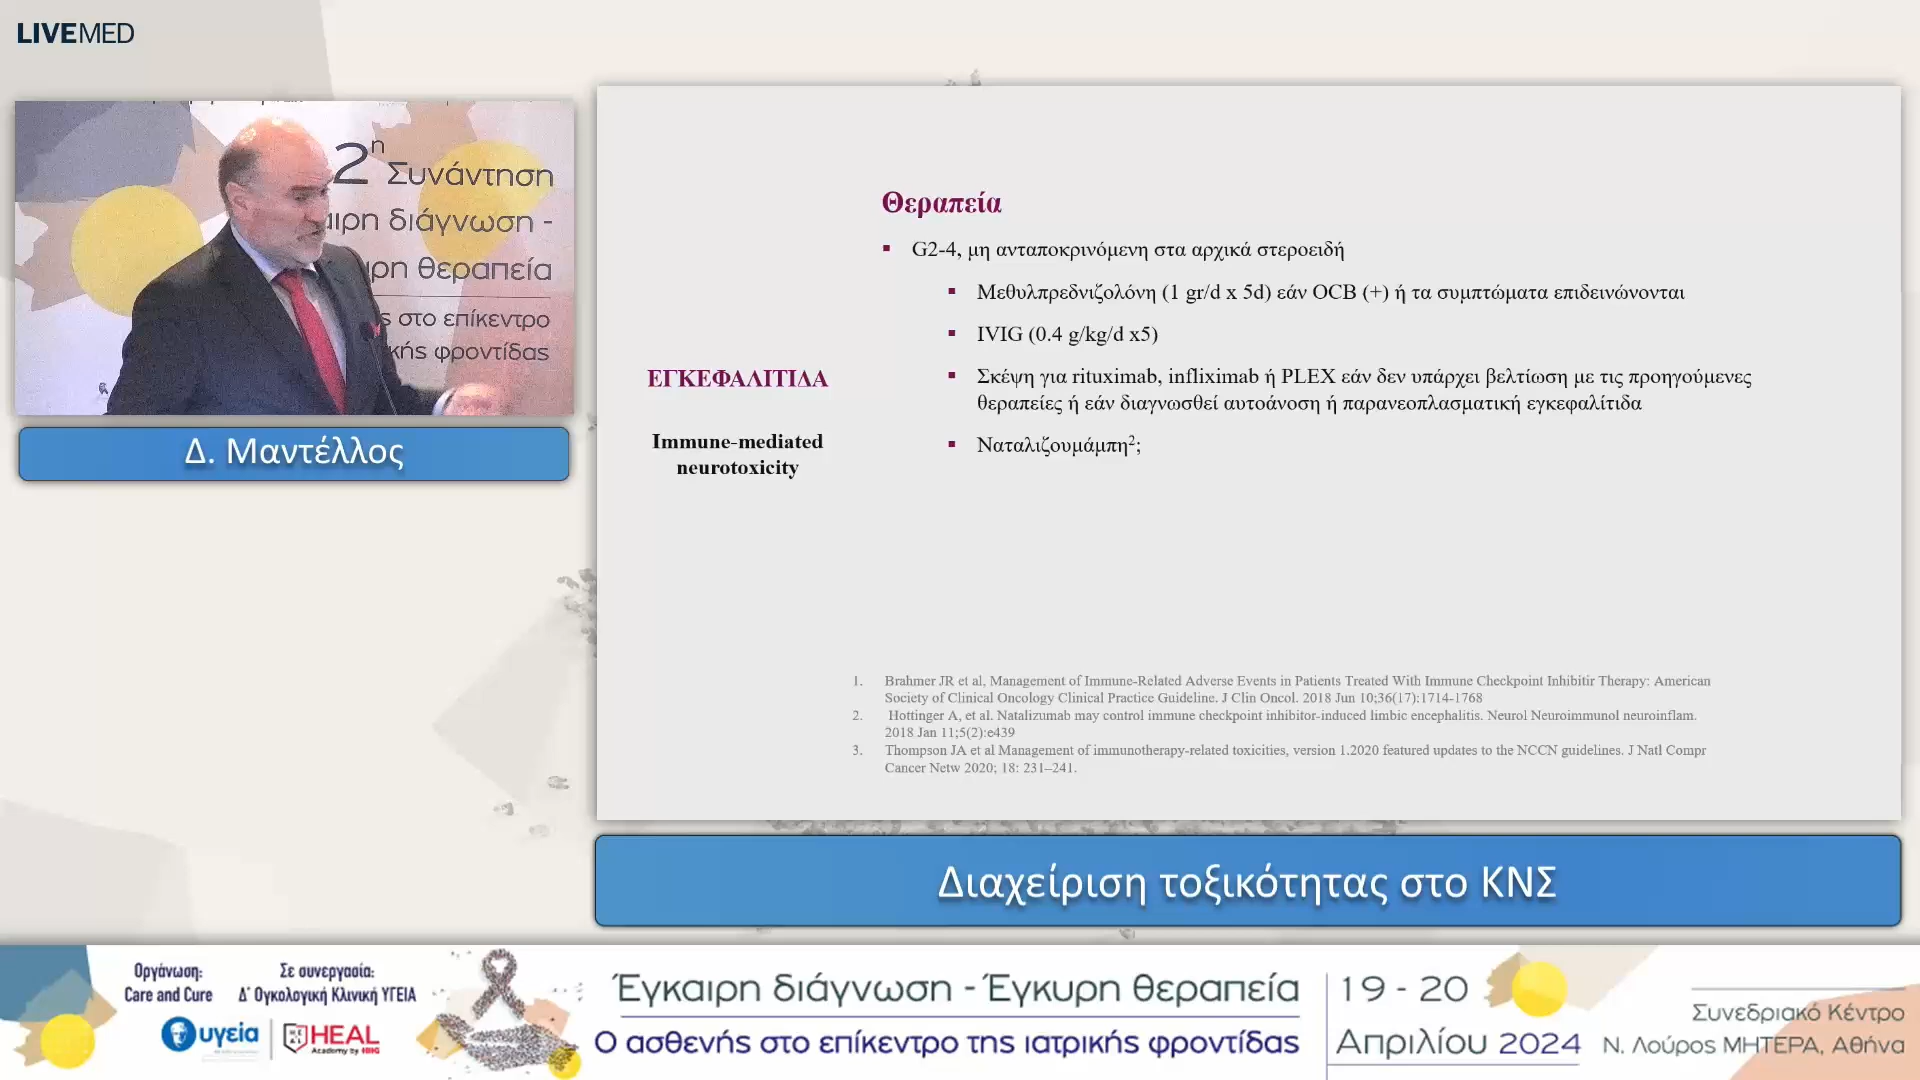 LIVEMED
2η Συνάντηση
διάγνωση -
θεραπεία
στο επίκεντρο
φροντίδας
Δ. Μαντέλλος
Θεραπεία
▪ G2-4, μη ανταποκρινόμενη στα αρχικά στεροειδή
▪ Μεθυλπρεδνιζολόνη (1 gr/d x 5d) εάν OCB (+) ή τα συμπτώματα επιδεινώνονται
▪ IVIG (0.4 g/kg/d x5)
▪ Σκέψη για rituximab, infliximab ή PLEX εάν δεν υπάρχει βελτίωση με τις προηγούμενες
θεραπείες ή εάν διαγνωσθεί αυτοάνοση ή παρανεοπλασματική εγκεφαλίτιδα
▪ Ναταλιζουμάμπη²;
ΕΓΚΕΦΑΛΙΤΙΔΑ
Immune-mediated
neurotoxicity
1. Brahmer JR et al, Management of Immune-Related Adverse Events in Patients Treated With Immune Checkpoint Inhibitir Therapy: American
Society of Clinical Oncology Clinical Practice Guideline. J Clin Oncol. 2018 Jun 10;36(17):1714-1768
2. Hottinger A, et al. Natalizumab may control immune checkpoint inhibitor-induced limbic encephalitis. Neurol Neuroimmunol neuroinflam.
2018 Jan 11;5(2):e439
3. Thompson JA et al Management of immunotherapy-related toxicities, version 1.2020 featured updates to the NCCN guidelines. J Natl Compr
Cancer Netw 2020; 18: 231–241.
Διαχείριση τοξικότητας στο ΚΝΣ
Οργάνωση:
Care and Cure
Σε συνεργασία:
Δ' Ογκολογική Κλινική ΥΓΕΙΑ
υγεία
HEAL
Academy by HHG
Έγκαιρη διάγνωση - Έγκυρη θεραπεία
Ο ασθενής στο επίκεντρο της ιατρικής φροντίδας
19 - 20
Απριλίου 2024
Συνεδριακό Κέντρο
Ν. Λούρος ΜΗΤΕΡΑ, Αθήνα